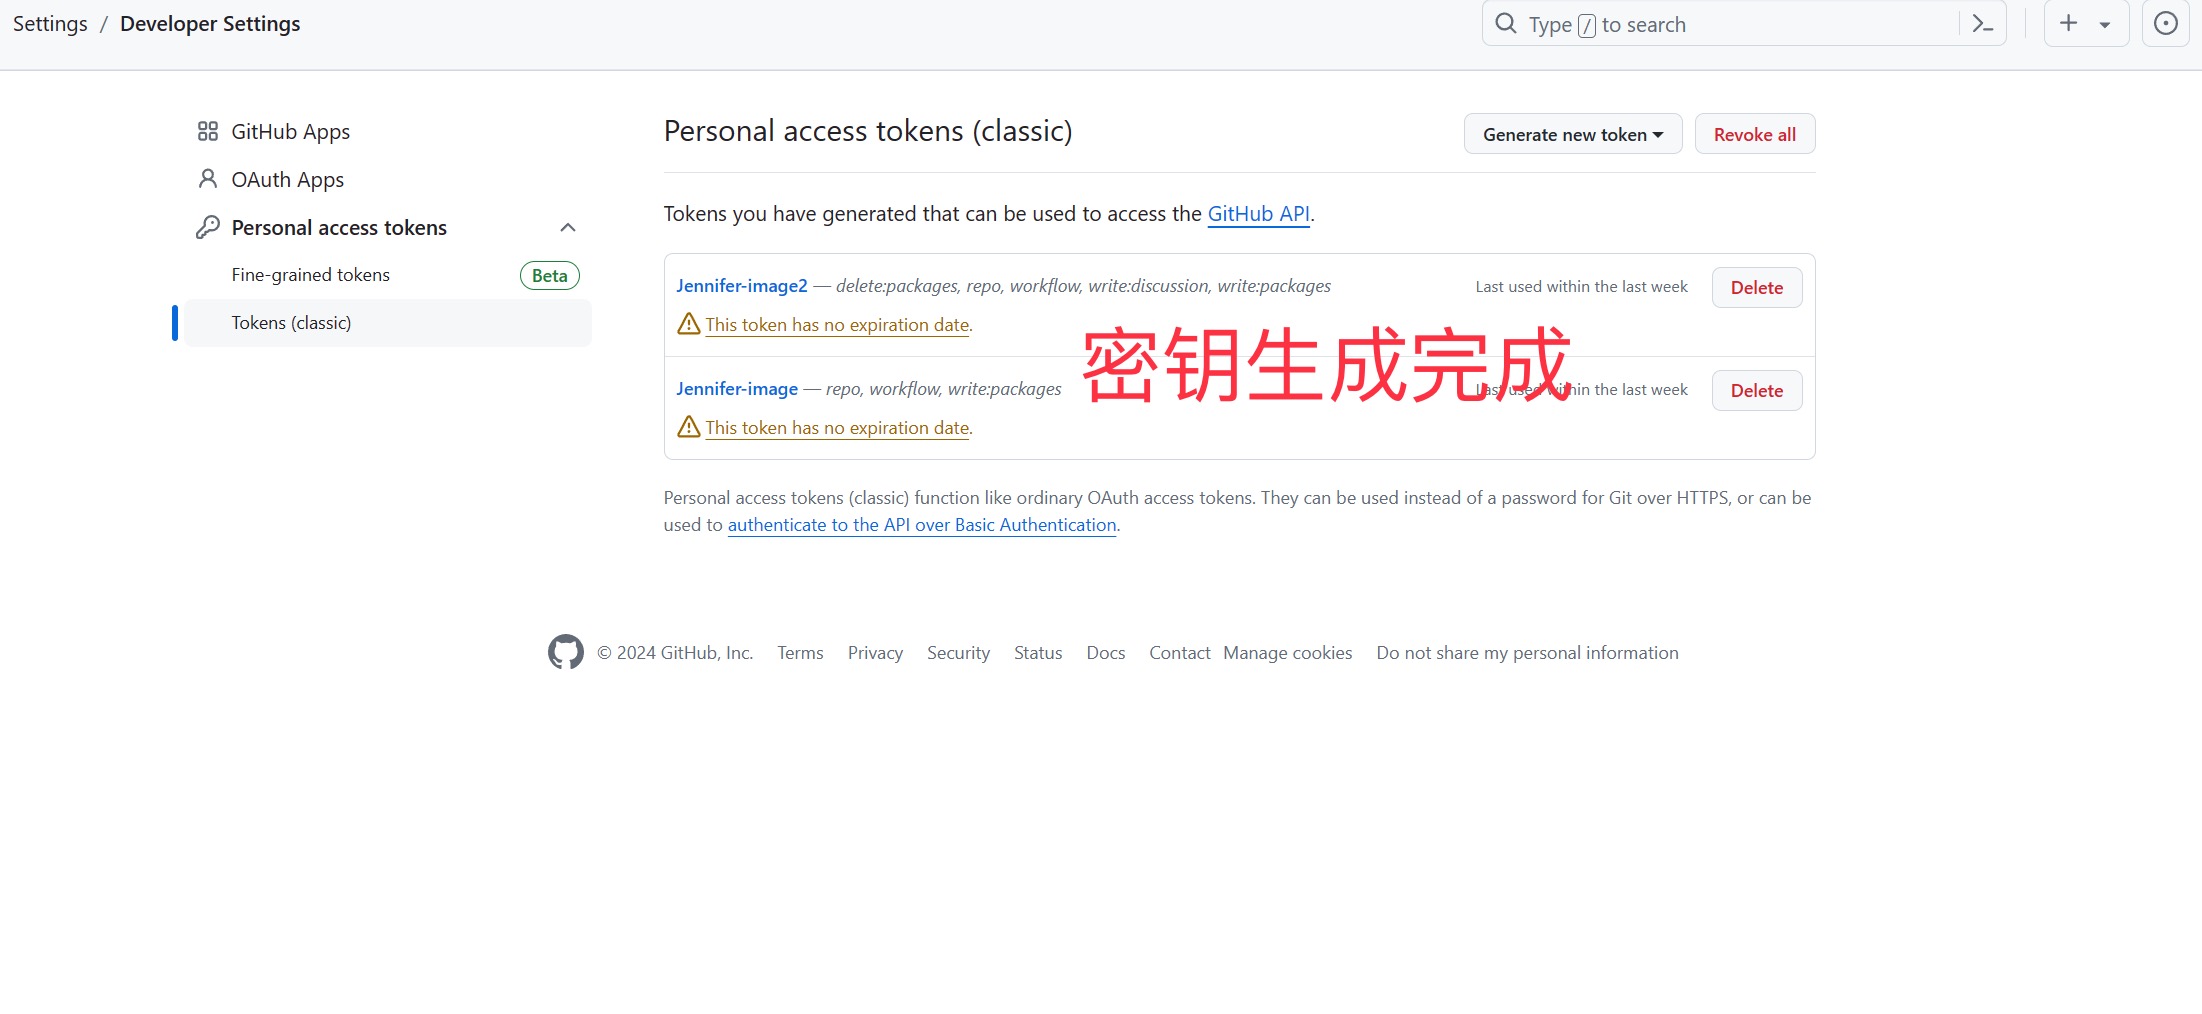 Settings / Developer Settings
Type / to search
GitHub Apps
OAuth Apps
Personal access tokens
Fine-grained tokens Beta
Tokens (classic)
Personal access tokens (classic)
Generate new token
Revoke all
Tokens you have generated that can be used to access the GitHub API.
Jennifer-image2 — delete:packages, repo, workflow, write:discussion, write:packages
Last used within the last week
Delete
This token has no expiration date.
密钥生成完成
Jennifer-image — repo, workflow, write:packages
Last used within the last week
Delete
This token has no expiration date.
Personal access tokens (classic) function like ordinary OAuth access tokens. They can be used instead of a password for Git over HTTPS, or can be
used to authenticate to the API over Basic Authentication.
© 2024 GitHub, Inc. Terms Privacy Security Status Docs Contact Manage cookies Do not share my personal information